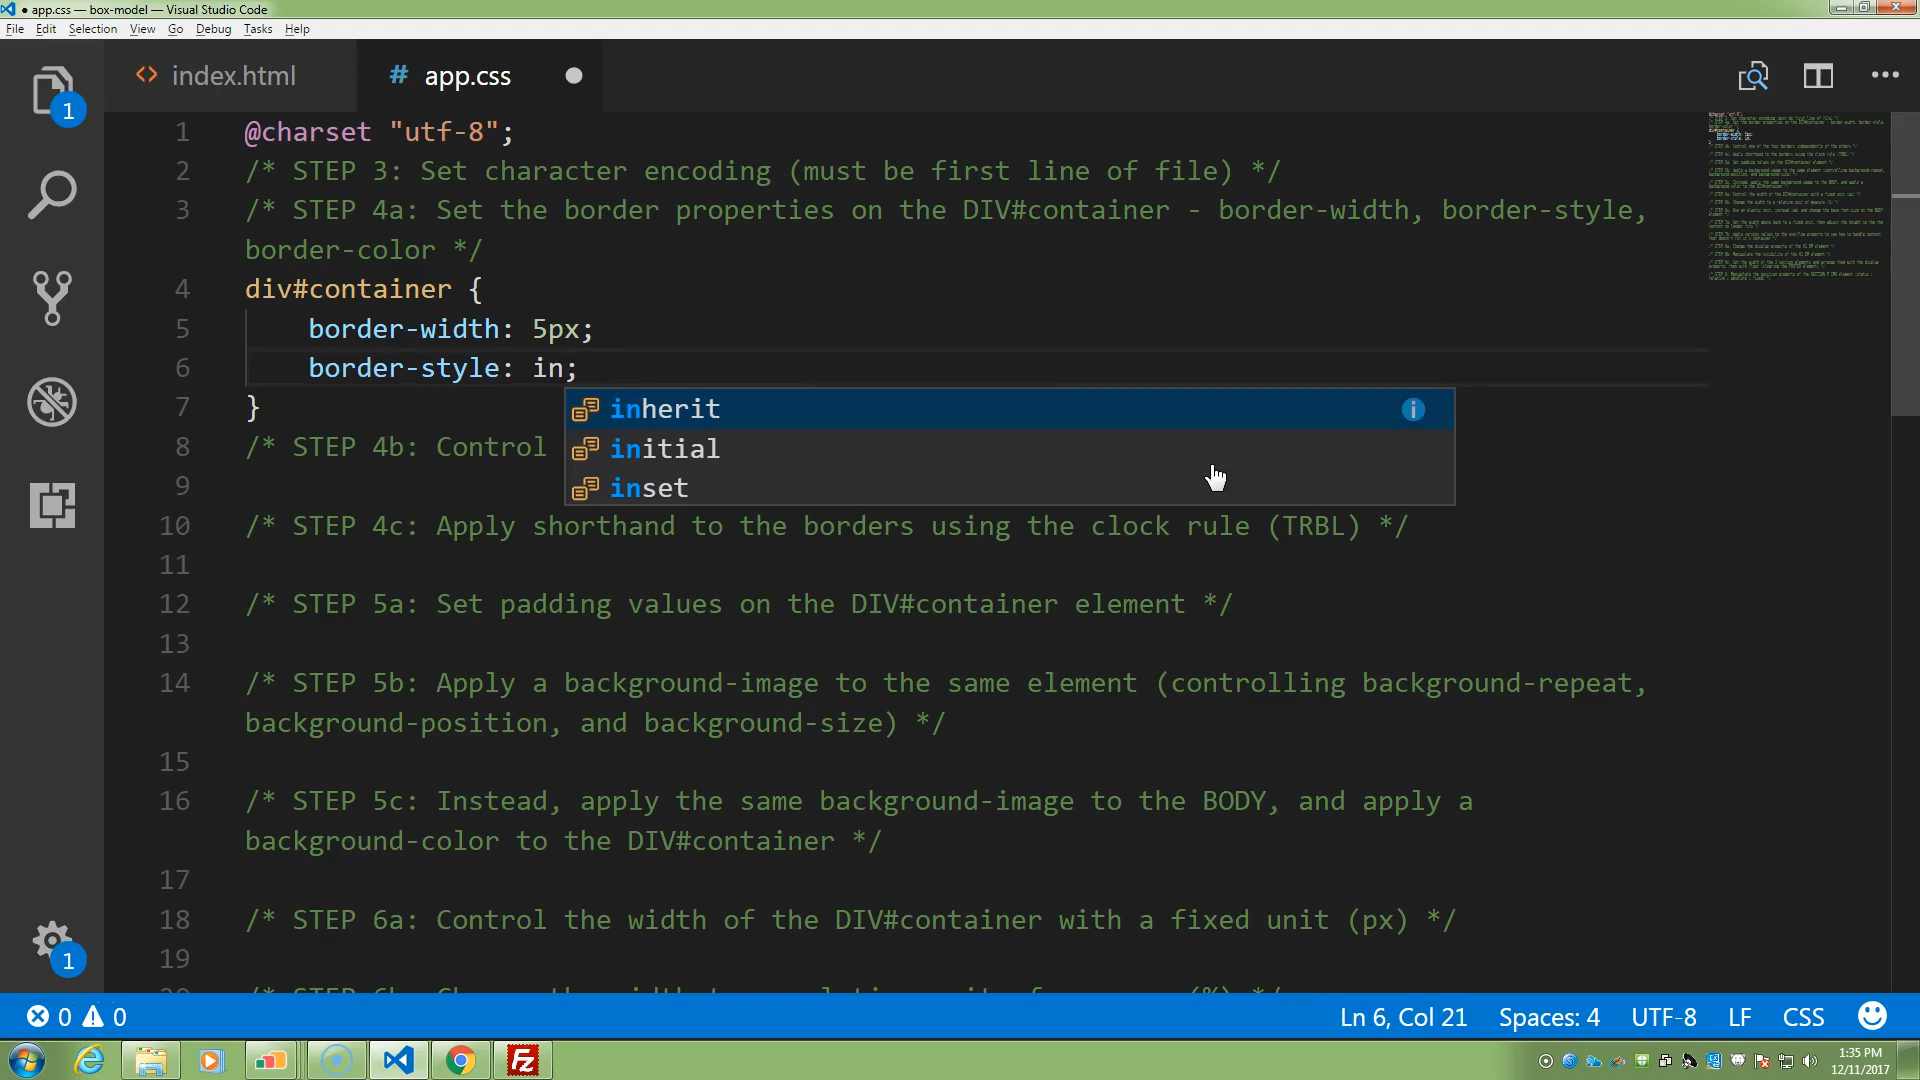 ● app.css — box-model — Visual Studio Code
File Edit Selection View Go Debug Tasks Help
index.html
# app.css
1
1 @charset "utf-8";
2 /* STEP 3: Set character encoding (must be first line of file) */
3 /* STEP 4a: Set the border properties on the DIV#container - border-width, border-style,
border-color */
4 div#container {
5 border-width: 5px;
6 border-style: in;
7 }
inherit
initial
inset
8 /* STEP 4b: Control
9
10 /* STEP 4c: Apply shorthand to the borders using the clock rule (TRBL) */
11
12 /* STEP 5a: Set padding values on the DIV#container element */
13
14 /* STEP 5b: Apply a background-image to the same element (controlling background-repeat,
background-position, and background-size) */
15
16 /* STEP 5c: Instead, apply the same background-image to the BODY, and apply a
background-color to the DIV#container */
17
18 /* STEP 6a: Control the width of the DIV#container with a fixed unit (px) */
19
1
0 0
Ln 6, Col 21 Spaces: 4 UTF-8 LF CSS
1:35 PM
12/11/2017